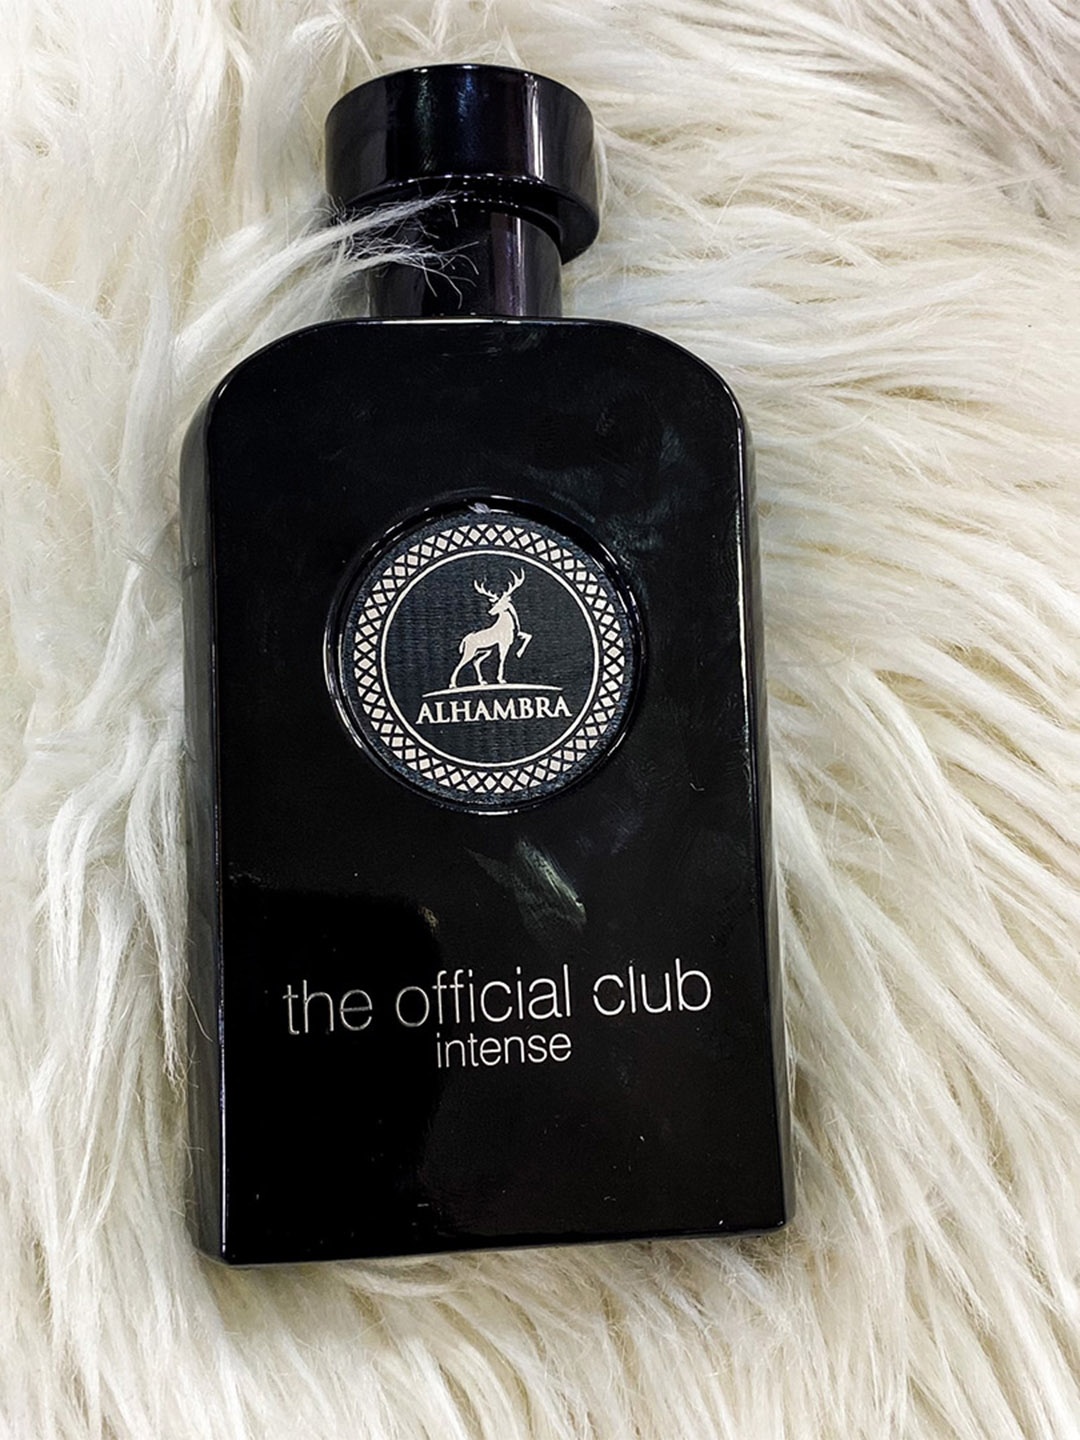 ALHAMBRA
the official club
intense